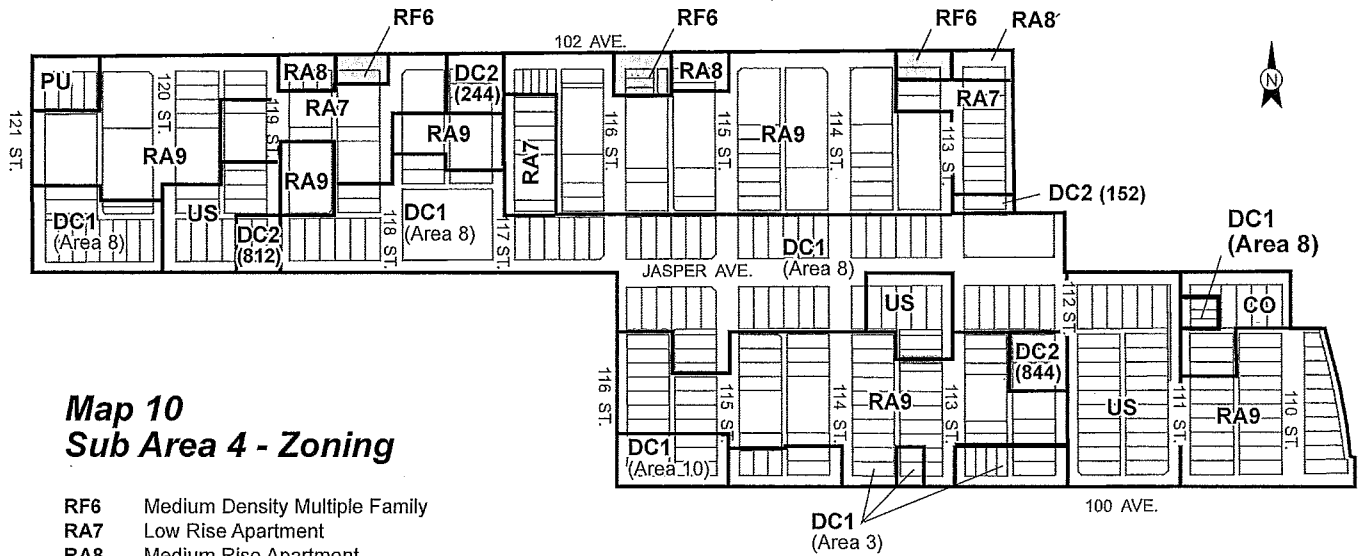 RF6
RF6
RF6
RA8
102 AVE.
N
PU
RA8
DC2
(244)
RA8
RA7
RA7
121 ST.
120 ST.
119 ST.
RA9
RA9
RA9
RA7
116 ST.
115 ST.
RA9
114 ST.
113 ST.
DC1
(Area 8)
US
DC2
(812)
118 ST.
DC1
(Area 8)
117 ST.
DC2 (152)
DC1
(Area 8)
JASPER AVE.
DC1
(Area 8)
US
112 ST.
CO
116 ST.
115 ST.
114 ST.
RA9
113 ST.
DC2
(844)
US
111 ST.
RA9
110 ST.
DC1
(Area 10)
100 AVE.
DC1
(Area 3)
Map 10
Sub Area 4 - Zoning
RF6 Medium Density Multiple Family
RA7 Low Rise Apartment
RA8 Medium Rise Apartment